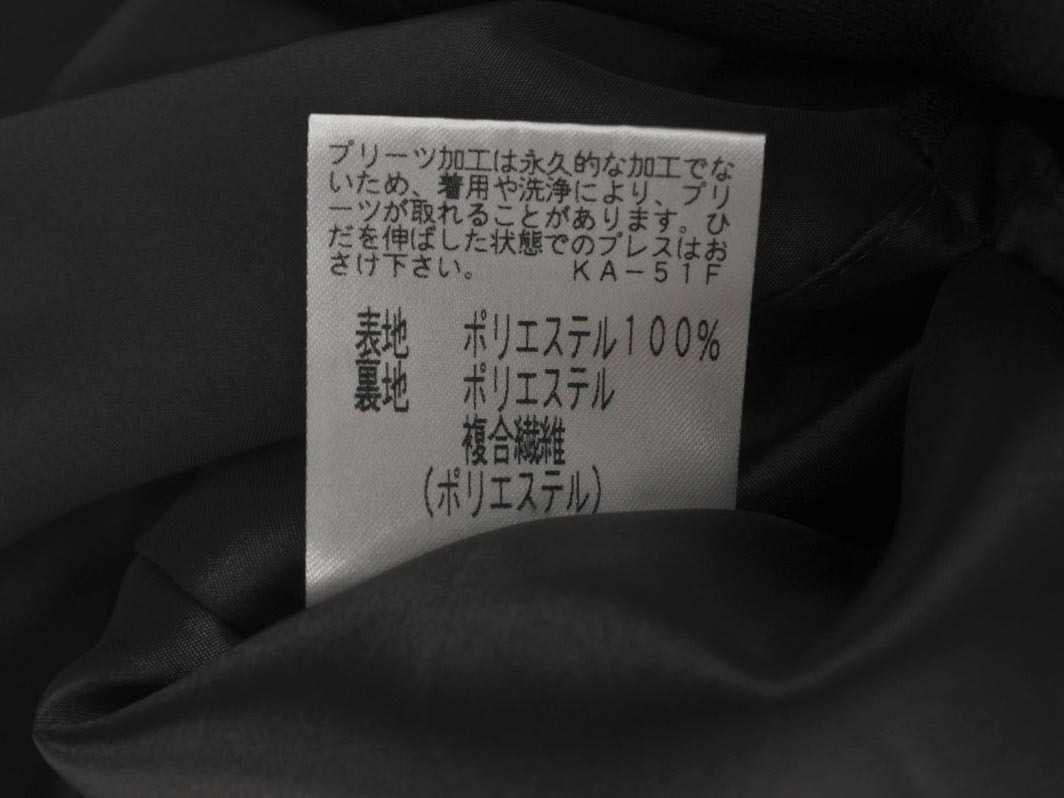 プリーツ加工は永久的な加工でな
いため、着用や洗浄により、プリ
ーツが取れることがあります。ひ
だを伸ばした状態でのプレスはお
さけ下さい。 KA－51F
表地 ポリエステル100%
裏地 ポリエステル
複合繊維
(ポリエステル)